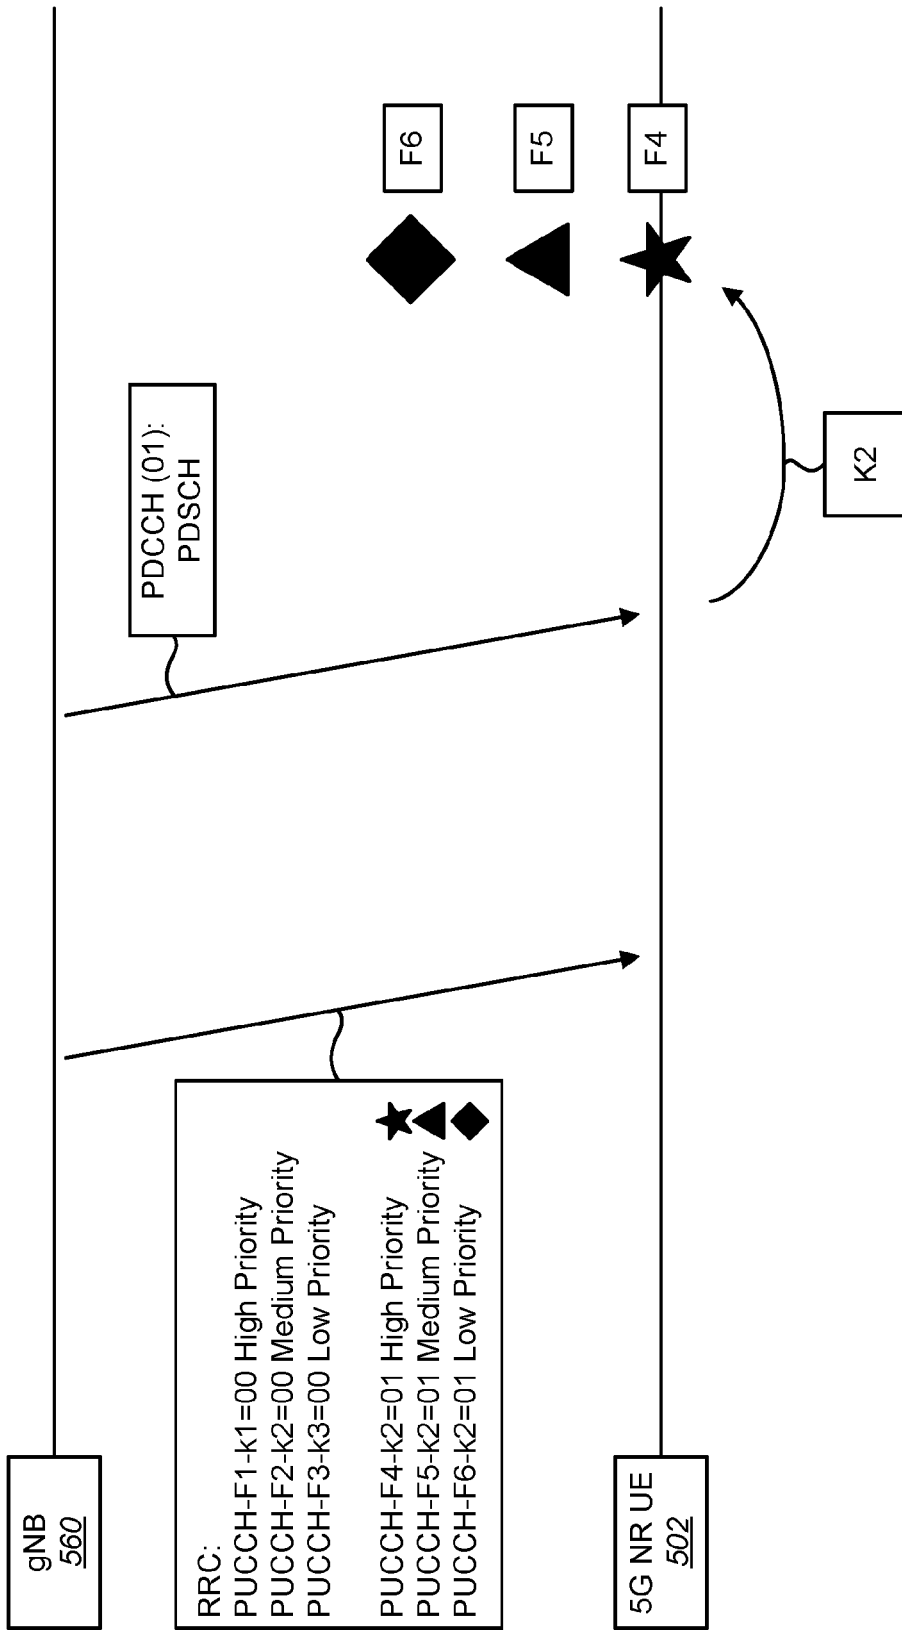 gNB
560
RRC:
PUCCH-F1-k1=00 High Priority
PUCCH-F2-k2=00 Medium Priority
PUCCH-F3-k3=00 Low Priority
PUCCH-F4-k2=01 High Priority
PUCCH-F5-k2=01 Medium Priority
PUCCH-F6-k2=01 Low Priority
PDCCH (01):
PDSCH
F6
F5
F4
5G NR UE
502
K2